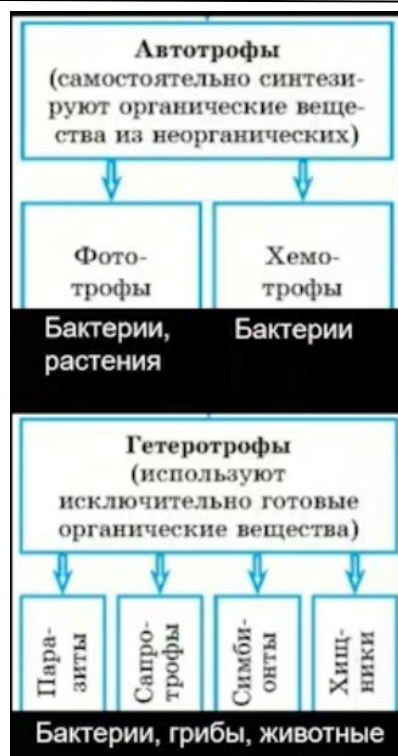 Автотрофы
(самостоятельно синтези-
руют органические веще-
ства из неорганических)
Фото-
трофы
Хемо-
трофы
Бактерии,
растения
Бактерии
Гетеротрофы
(используют
исключительно готовые
органические вещества)
Пара-
зиты
Сапро-
трофы
Симби-
онты
Хищ-
ники
Бактерии, грибы, животные